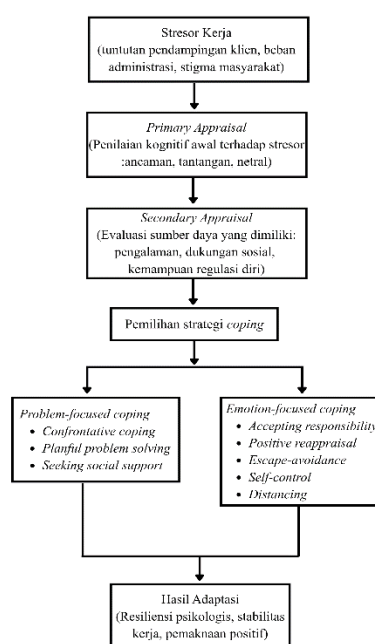 Stresor Kerja
(tuntutan pendampingan klien, beban
administrasi, stigma masyarakat)
Primary Appraisal
(Penilaian kognitif awal terhadap stresor
:ancaman, tantangan, netral)
Secondary Appraisal
(Evaluasi sumber daya yang dimiliki:
pengalaman, dukungan sosial,
kemampuan regulasi diri)
Pemilihan strategi coping
Problem-focused coping
• Confrontative coping
• Planful problem solving
• Seeking social support
Emotion-focused coping
• Accepting responsibility
• Positive reappraisal
• Escape-avoidance
• Self-control
• Distancing
Hasil Adaptasi
(Resiliensi psikologis, stabilitas
kerja, pemaknaan positif)